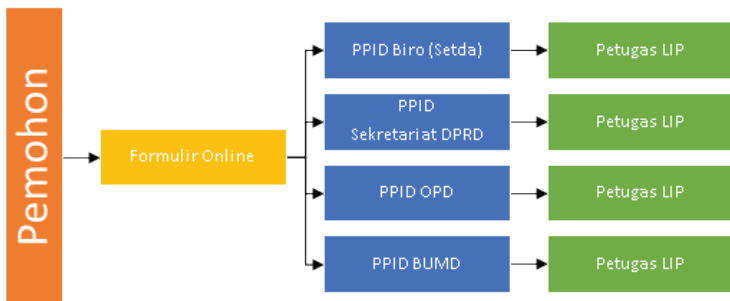 Pemohon
Formulir Online
PPID Biro (Setda)
Petugas LIP
PPID
Sekretariat DPRD
Petugas LIP
PPID OPD
Petugas LIP
PPID BUMD
Petugas LIP